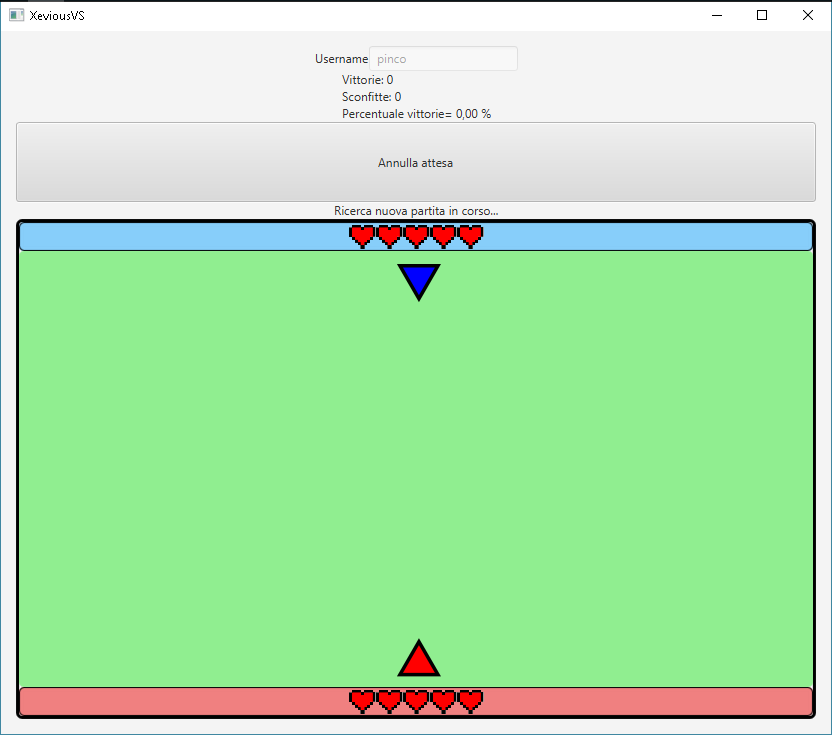 XeviousVS
Username pinco
Vittorie: 0
Sconfitte: 0
Percentuale vittorie= 0,00 %
Annulla attesa
Ricerca nuova partita in corso...